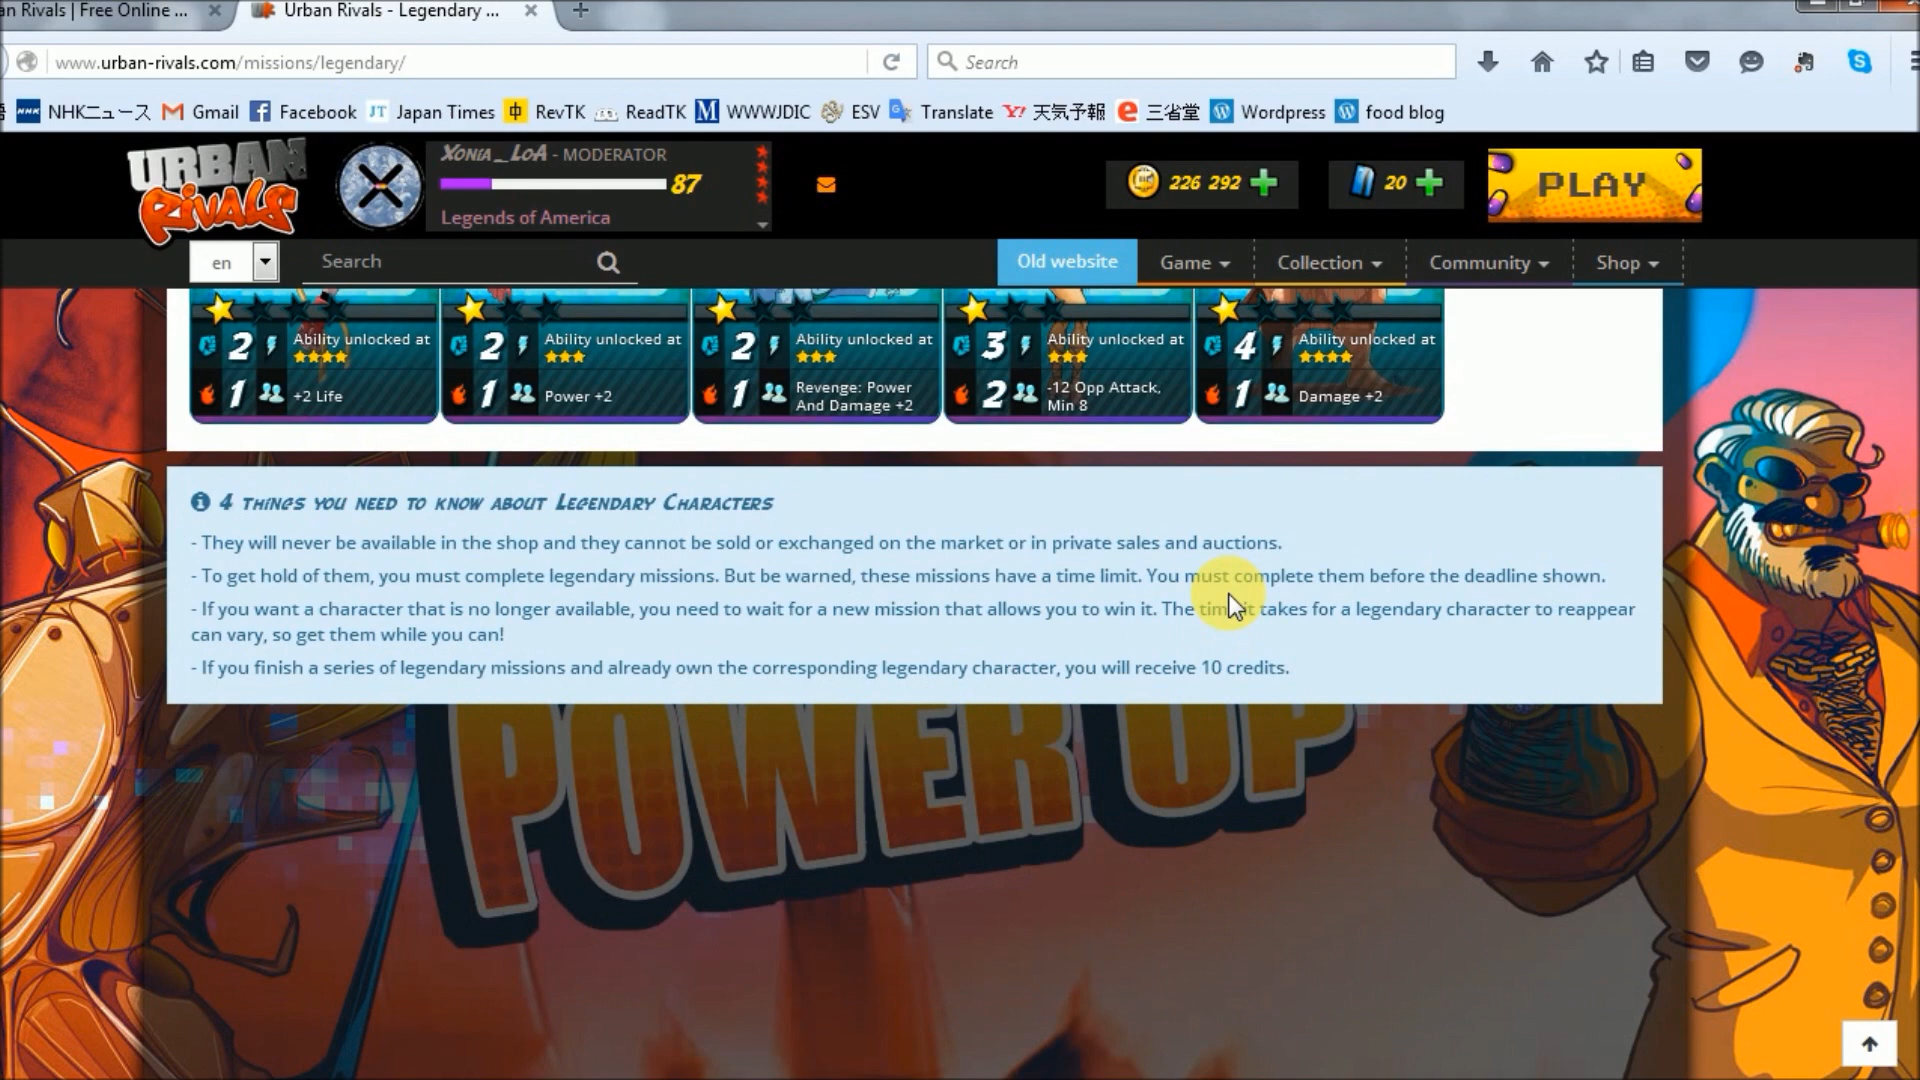 an Rivals | Free Online ...
Urban Rivals - Legendary ...
www.urban-rivals.com/missions/legendary/
Search
NHKニュース
Gmail
Facebook
JT Japan Times
中 RevTK
ReadTK
M WWWJDIC
ESV
Translate
天気予報
三省堂
Wordpress
food blog
URBAN RIVALS
Xonia_LoA - MODERATOR
87
Legends of America
226 292
20
PLAY
en
Search
Old website
Game
Collection
Community
Shop
2 Ability unlocked at
1 +2 Life
2 Ability unlocked at
1 Power +2
2 Ability unlocked at
1 Revenge: Power
And Damage +2
3 Ability unlocked at
2 -12 Opp Attack,
Min 8
4 Ability unlocked at
1 Damage +2
4 things you need to know about Legendary Characters
- They will never be available in the shop and they cannot be sold or exchanged on the market or in private sales and auctions.
- To get hold of them, you must complete legendary missions. But be warned, these missions have a time limit. You must complete them before the deadline shown.
- If you want a character that is no longer available, you need to wait for a new mission that allows you to win it. The time it takes for a legendary character to reappear
can vary, so get them while you can!
- If you finish a series of legendary missions and already own the corresponding legendary character, you will receive 10 credits.
POWER UP